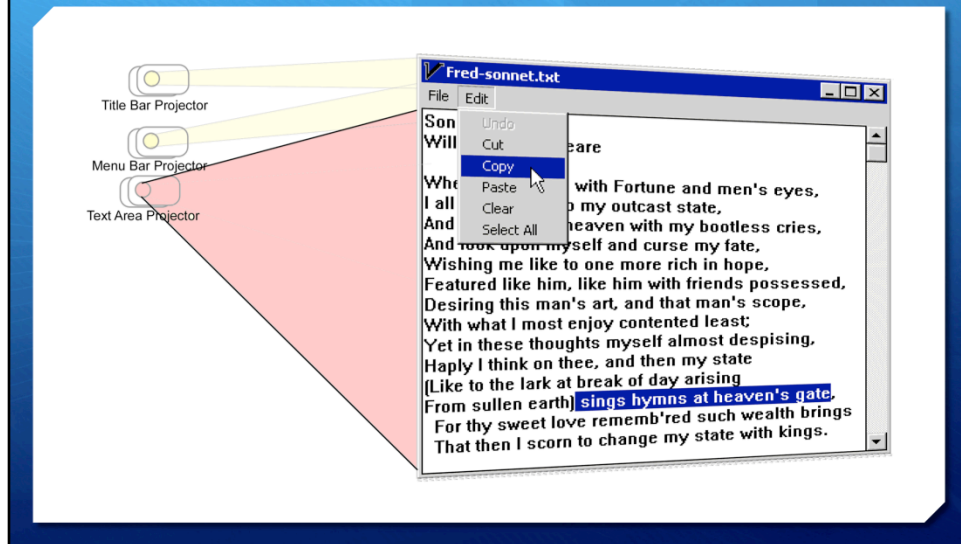 Title Bar Projector
Menu Bar Projector
Text Area Projector
Fred-sonnet.txt
File Edit
Undo
Cut
Copy
Paste
Clear
Select All
Son
Will eare
Whe with Fortune and men's eyes,
I all o my outcast state,
And heaven with my bootless cries,
And look upon myself and curse my fate,
Wishing me like to one more rich in hope,
Featured like him, like him with friends possessed,
Desiring this man's art, and that man's scope,
With what I most enjoy contented least;
Yet in these thoughts myself almost despising,
Haply I think on thee, and then my state
(Like to the lark at break of day arising
From sullen earth) sings hymns at heaven's gate,
For thy sweet love rememb'red such wealth brings
That then I scorn to change my state with kings.